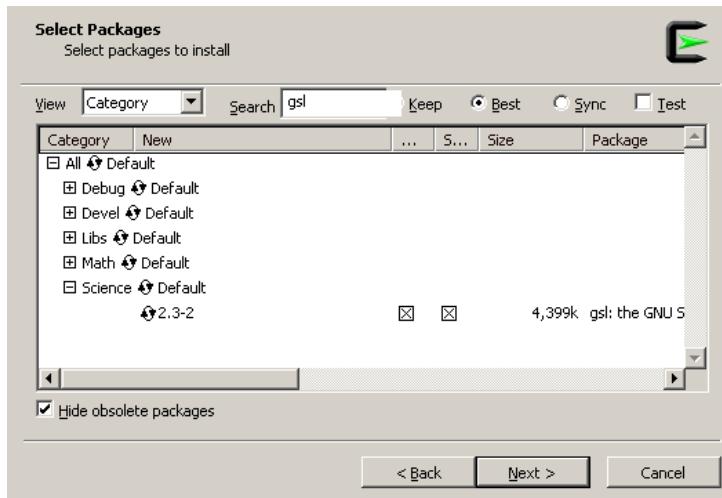 Select Packages
Select packages to install
View Category Search gsl Keep Best Sync Test
Category New ... S... Size Package
All Default
Debug Default
Devel Default
Libs Default
Math Default
Science Default
2.3-2 4,399k gsl: the GNU S
Hide obsolete packages
< Back Next > Cancel